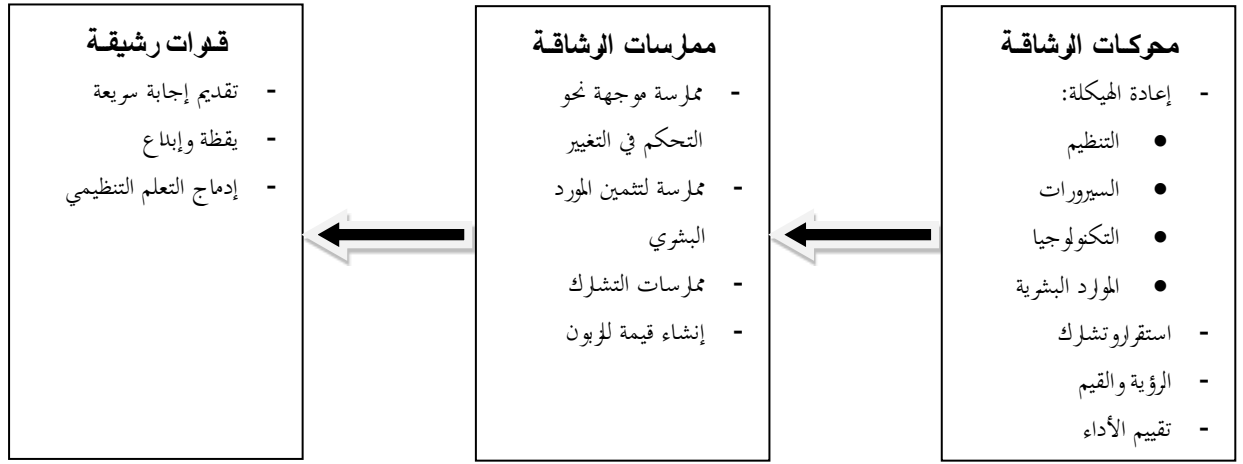 محركات الرشاقة
- إعادة الهيكلة:
● التنظيم
● السيرورات
● التكنولوجيا
● الموارد البشرية
- استقرار وتشارك
- الرؤية والقيم
- تقييم الأداء
ممارسات الرشاقة
- ممارسة موجهة نحو
التحكم في التغيير
- ممارسة لتثمين المورد
البشري
- ممارسات التشارك
- إنشاء قيمة للزبون
قدرات رشيقة
- تقديم إجابة سريعة
- يقظة وإبداع
- إدماج التعلم التنظيمي